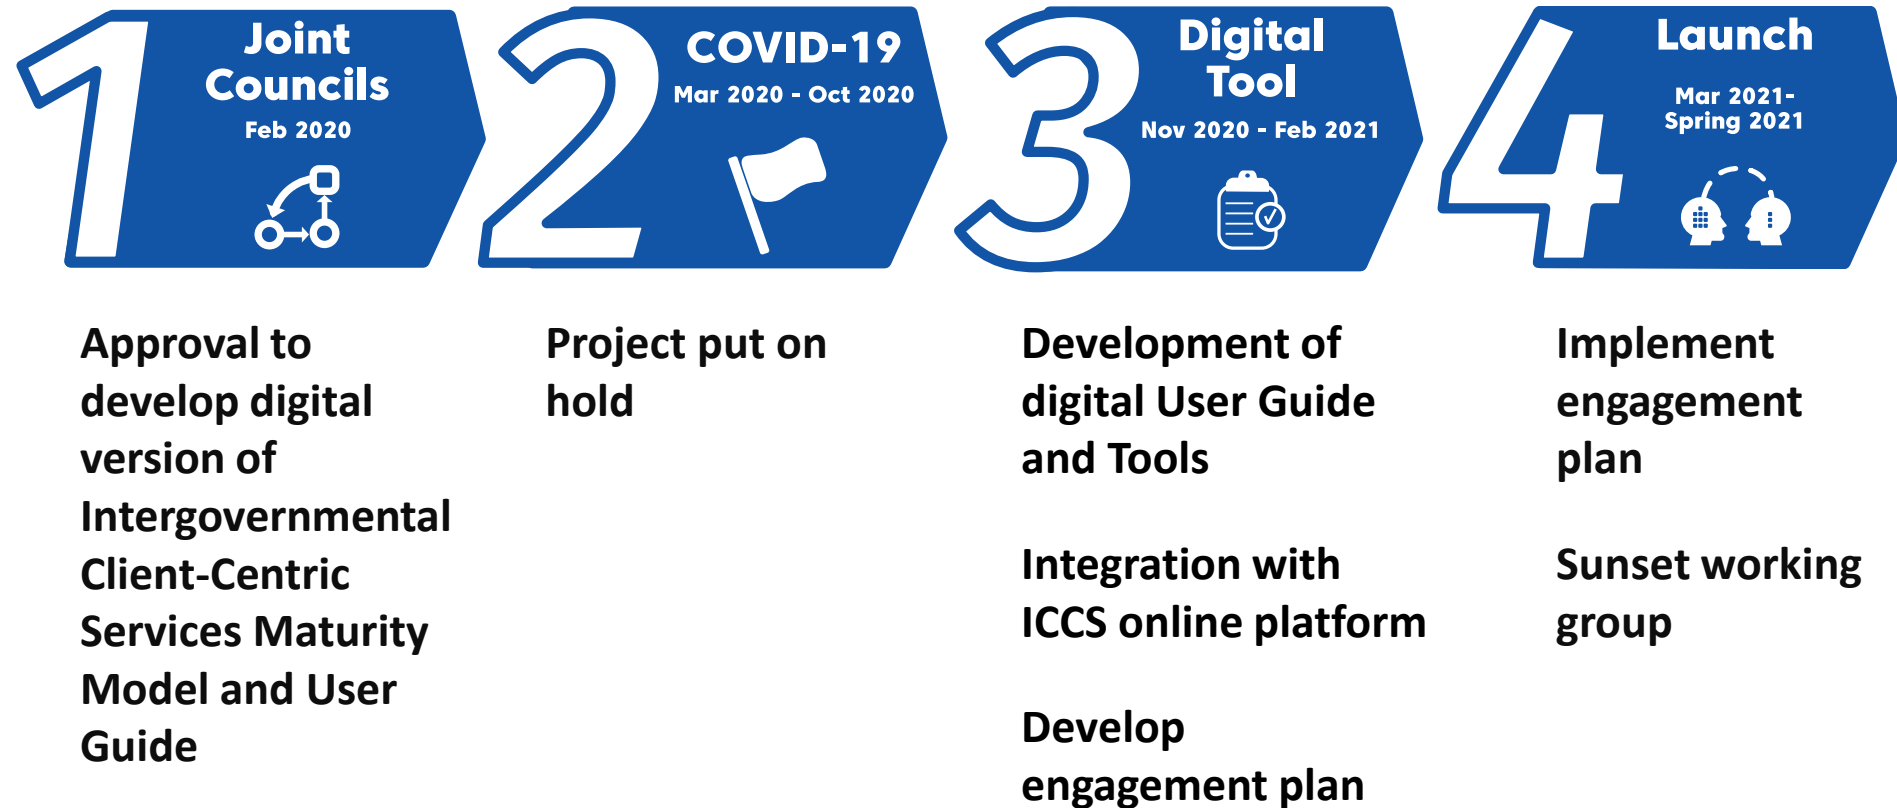 1
Joint
Councils
Feb 2020
2
COVID-19
Mar 2020 - Oct 2020
3
Digital
Tool
Nov 2020 - Feb 2021
4
Launch
Mar 2021-
Spring 2021
Approval to
develop digital
version of
Intergovernmental
Client-Centric
Services Maturity
Model and User
Guide
Project put on
hold
Development of
digital User Guide
and Tools
Integration with
ICCS online platform
Develop
engagement plan
Implement
engagement
plan
Sunset working
group